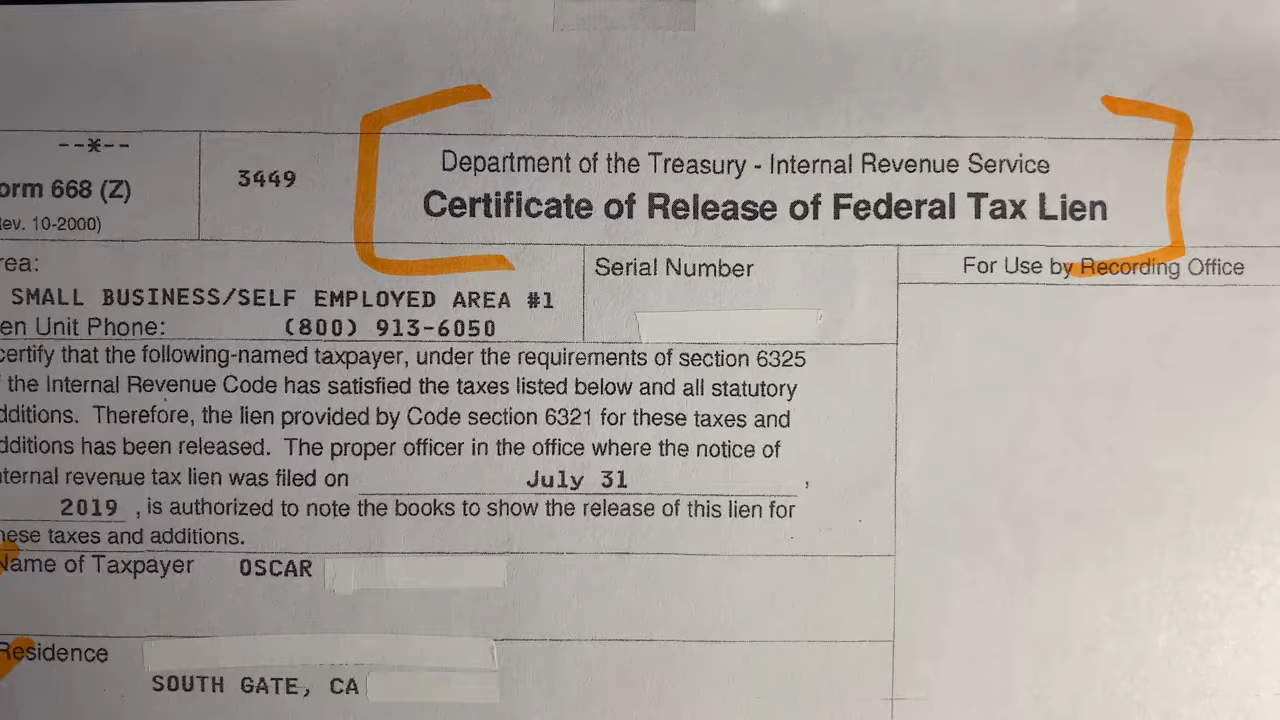 --*--
orm 668 (Z)
ev. 10-2000)
3449
Department of the Treasury - Internal Revenue Service
Certificate of Release of Federal Tax Lien
rea:
SMALL BUSINESS/SELF EMPLOYED AREA #1
en Unit Phone: (800) 913-6050
Serial Number
For Use by Recording Office
certify that the following-named taxpayer, under the requirements of section 6325
the Internal Revenue Code has satisfied the taxes listed below and all statutory
dditions. Therefore, the lien provided by Code section 6321 for these taxes and
dditions has been released. The proper officer in the office where the notice of
nternal revenue tax lien was filed on July 31 ,
2019 , is authorized to note the books to show the release of this lien for
hese taxes and additions.
Name of Taxpayer OSCAR
Residence
SOUTH GATE, CA